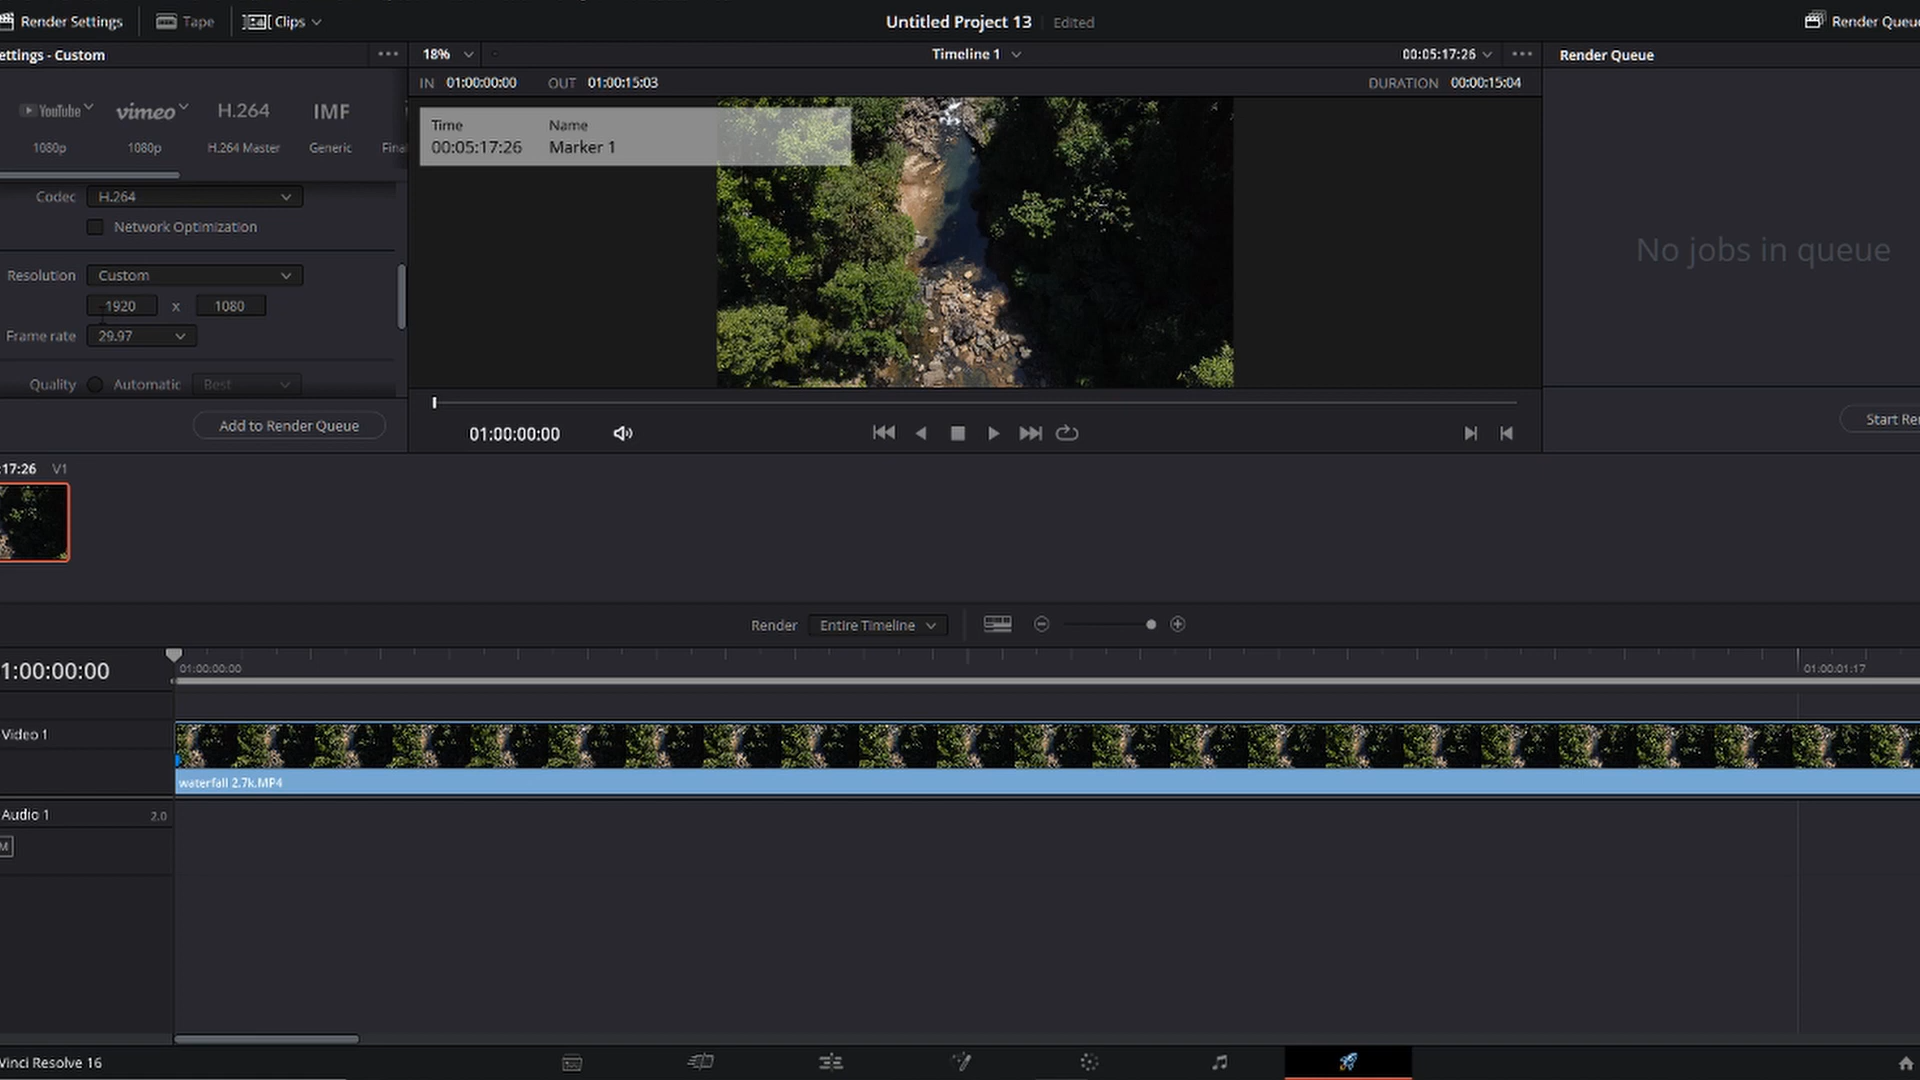 Render Settings
Tape
Clips
Untitled Project 13
Edited
Render Queue
ettings - Custom
18%
Timeline 1
00:05:17:26
Render Queue
IN 01:00:00:00 OUT 01:00:15:03
DURATION 00:00:15:04
YouTube
vimeo
H.264
IMF
1080p
1080p
H.264 Master
Generic
Fina
Time Name
00:05:17:26 Marker 1
Codec H.264
Network Optimization
Resolution Custom
1920 x 1080
Frame rate 29.97
Quality Automatic Best
Add to Render Queue
No jobs in queue
01:00:00:00
Start Re
:17:26 V1
Render Entire Timeline
1:00:00:00
01:00:00:00
01:00:01:17
Video 1
waterfall 2.7k.MP4
Audio 1 2.0
M
Vinci Resolve 16